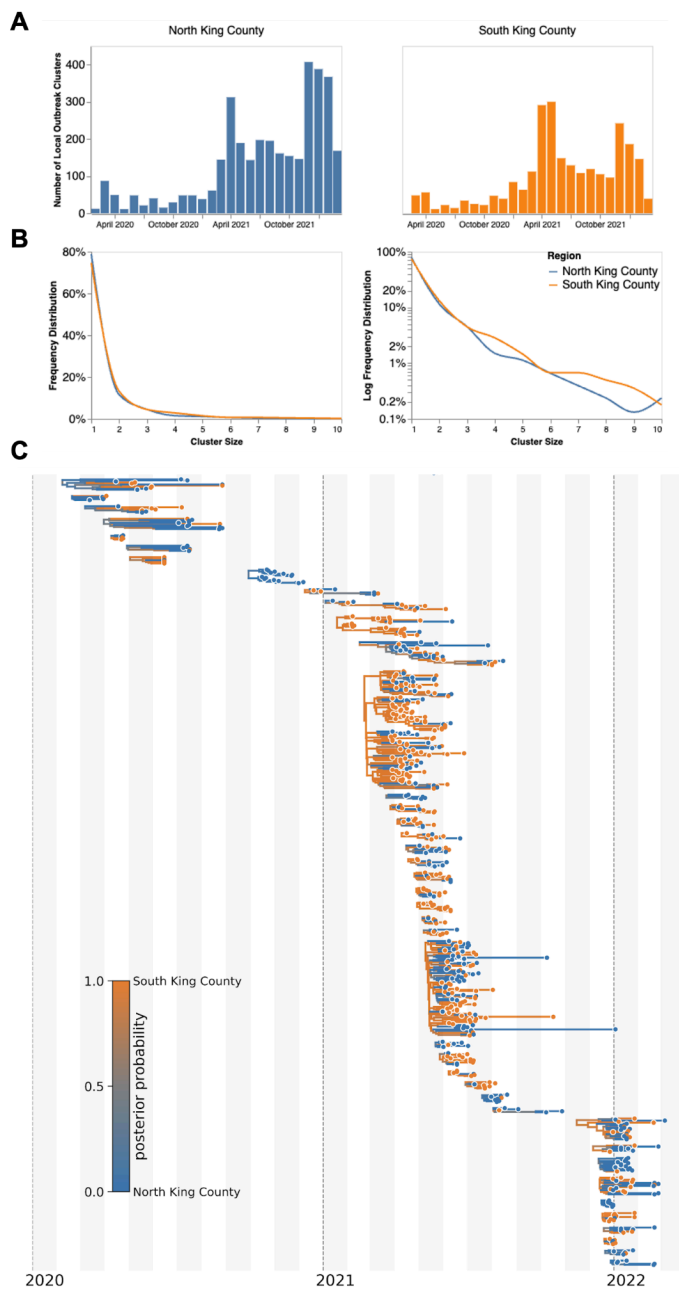 A
North King County
South King County
Number of Local Outbreak Clusters
400
300
200
100
0
April 2020
October 2020
April 2021
October 2021
April 2020
October 2020
April 2021
October 2021
B
Frequency Distribution
80%
60%
40%
20%
0%
1 2 3 4 5 6 7 8 9 10
Cluster Size
Log Frequency Distribution
100%
20%
10%
2%
1%
0.2%
0.1%
Region
North King County
South King County
1 2 3 4 5 6 7 8 9 10
Cluster Size
C
1.0
South King County
posterior probability
0.5
0.0
North King County
2020
2021
2022